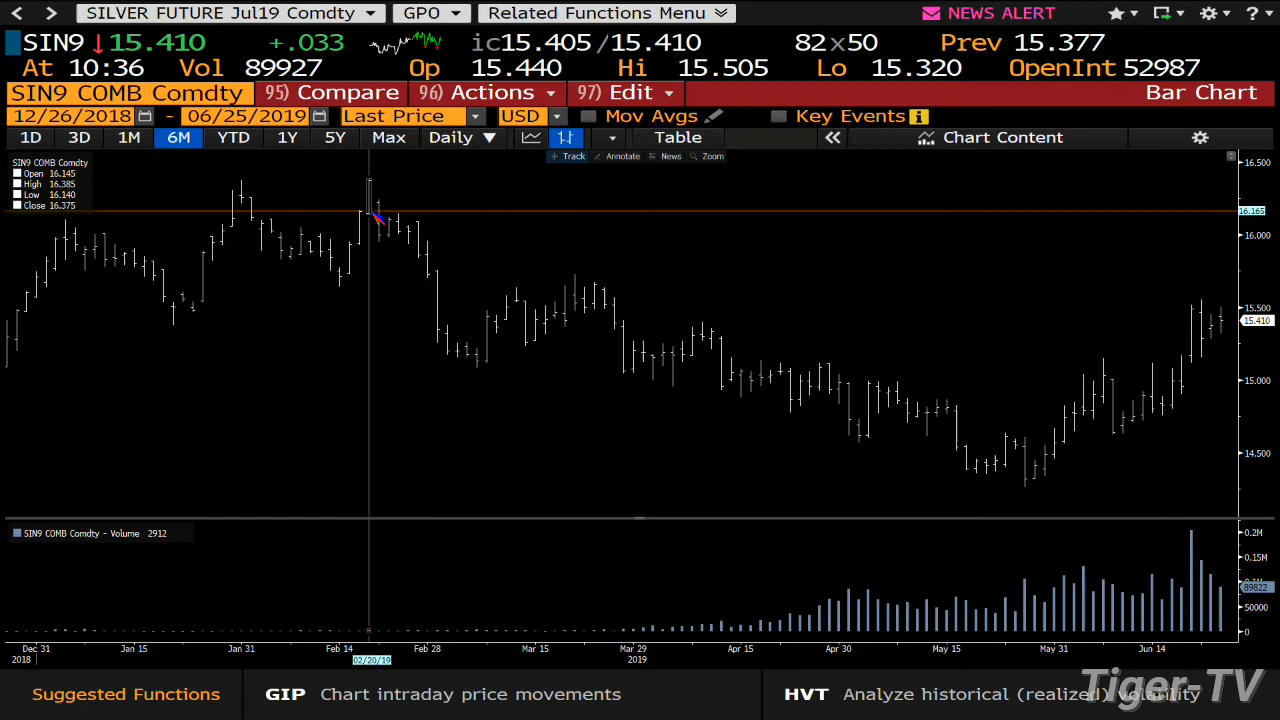 SILVER FUTURE Jul19 Comdty GPO Related Functions Menu NEWS ALERT ?
SIN9 ↓15.410 +.033 ic15.405/15.410 82x50 Prev 15.377
At 10:36 Vol 89927 Op 15.440 Hi 15.505 Lo 15.320 OpenInt 52987
SIN9 COMB Comdty 95) Compare 96) Actions 97) Edit Bar Chart
12/26/2018 - 06/25/2019 Last Price USD Mov Avgs Key Events
1D 3D 1M 6M YTD 1Y 5Y Max Daily ▼ Table « Chart Content
Track Annotate News Zoom
SIN9 COMB Comdty
Open 16.145
High 16.385
Low 16.140
Close 16.375
16.500
16.165
16.000
15.500
15.410
15.000
14.500
SIN9 COMB Comdty - Volume 2912
0.2M
0.15M
0.1M
89822
50000
0
Dec 31 Jan 15 Jan 31 Feb 14 Feb 28 Mar 15 Mar 29 Apr 15 Apr 30 May 15 May 31 Jun 14
2018 02/20/19 2019
Suggested Functions GIP Chart intraday price movements HVT Analyze historical (realized) volatility
Tiger-TV